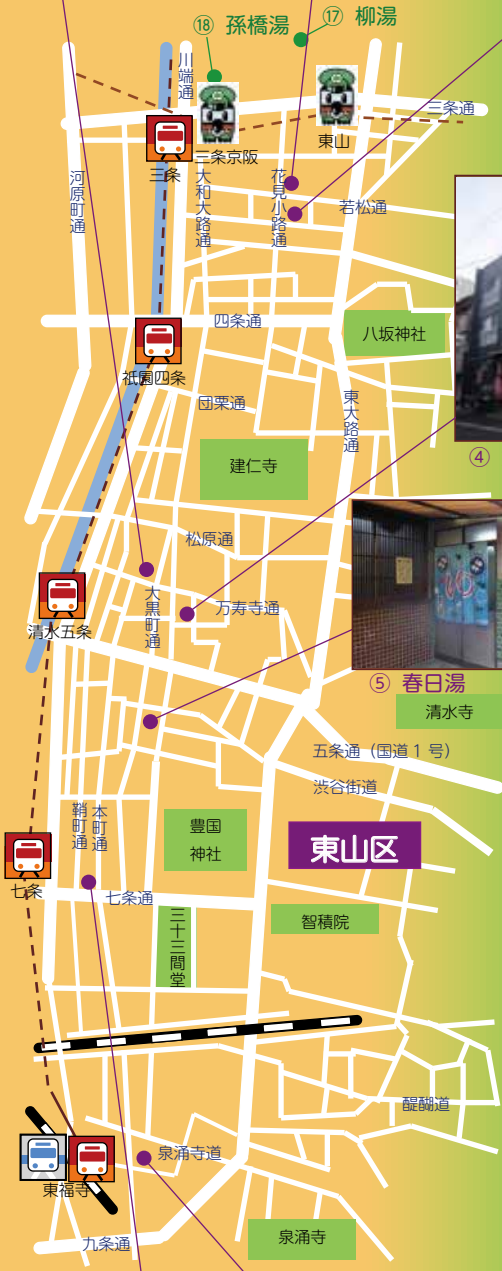 ⑱ 孫橋湯
⑰ 柳湯
川端通
三条通
三条
三条京阪
東山
河原町通
大和大路通
花見小路通
若松通
四条通
八坂神社
祇園四条
団栗通
東大路通
建仁寺
④
松原通
大黒町通
万寿寺通
清水五条
⑤ 春日湯
清水寺
五条通（国道1号）
渋谷街道
鞘町通
本町通
豊国
神社
東山区
七条
七条通
三十三間堂
智積院
醍醐道
泉涌寺道
東福寺
九条通
泉涌寺